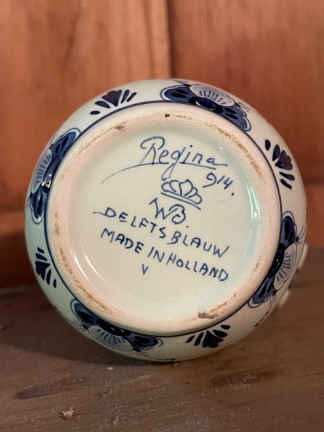 Regina
914.
WB.
DELFTS BLAUW
MADE IN HOLLAND
V